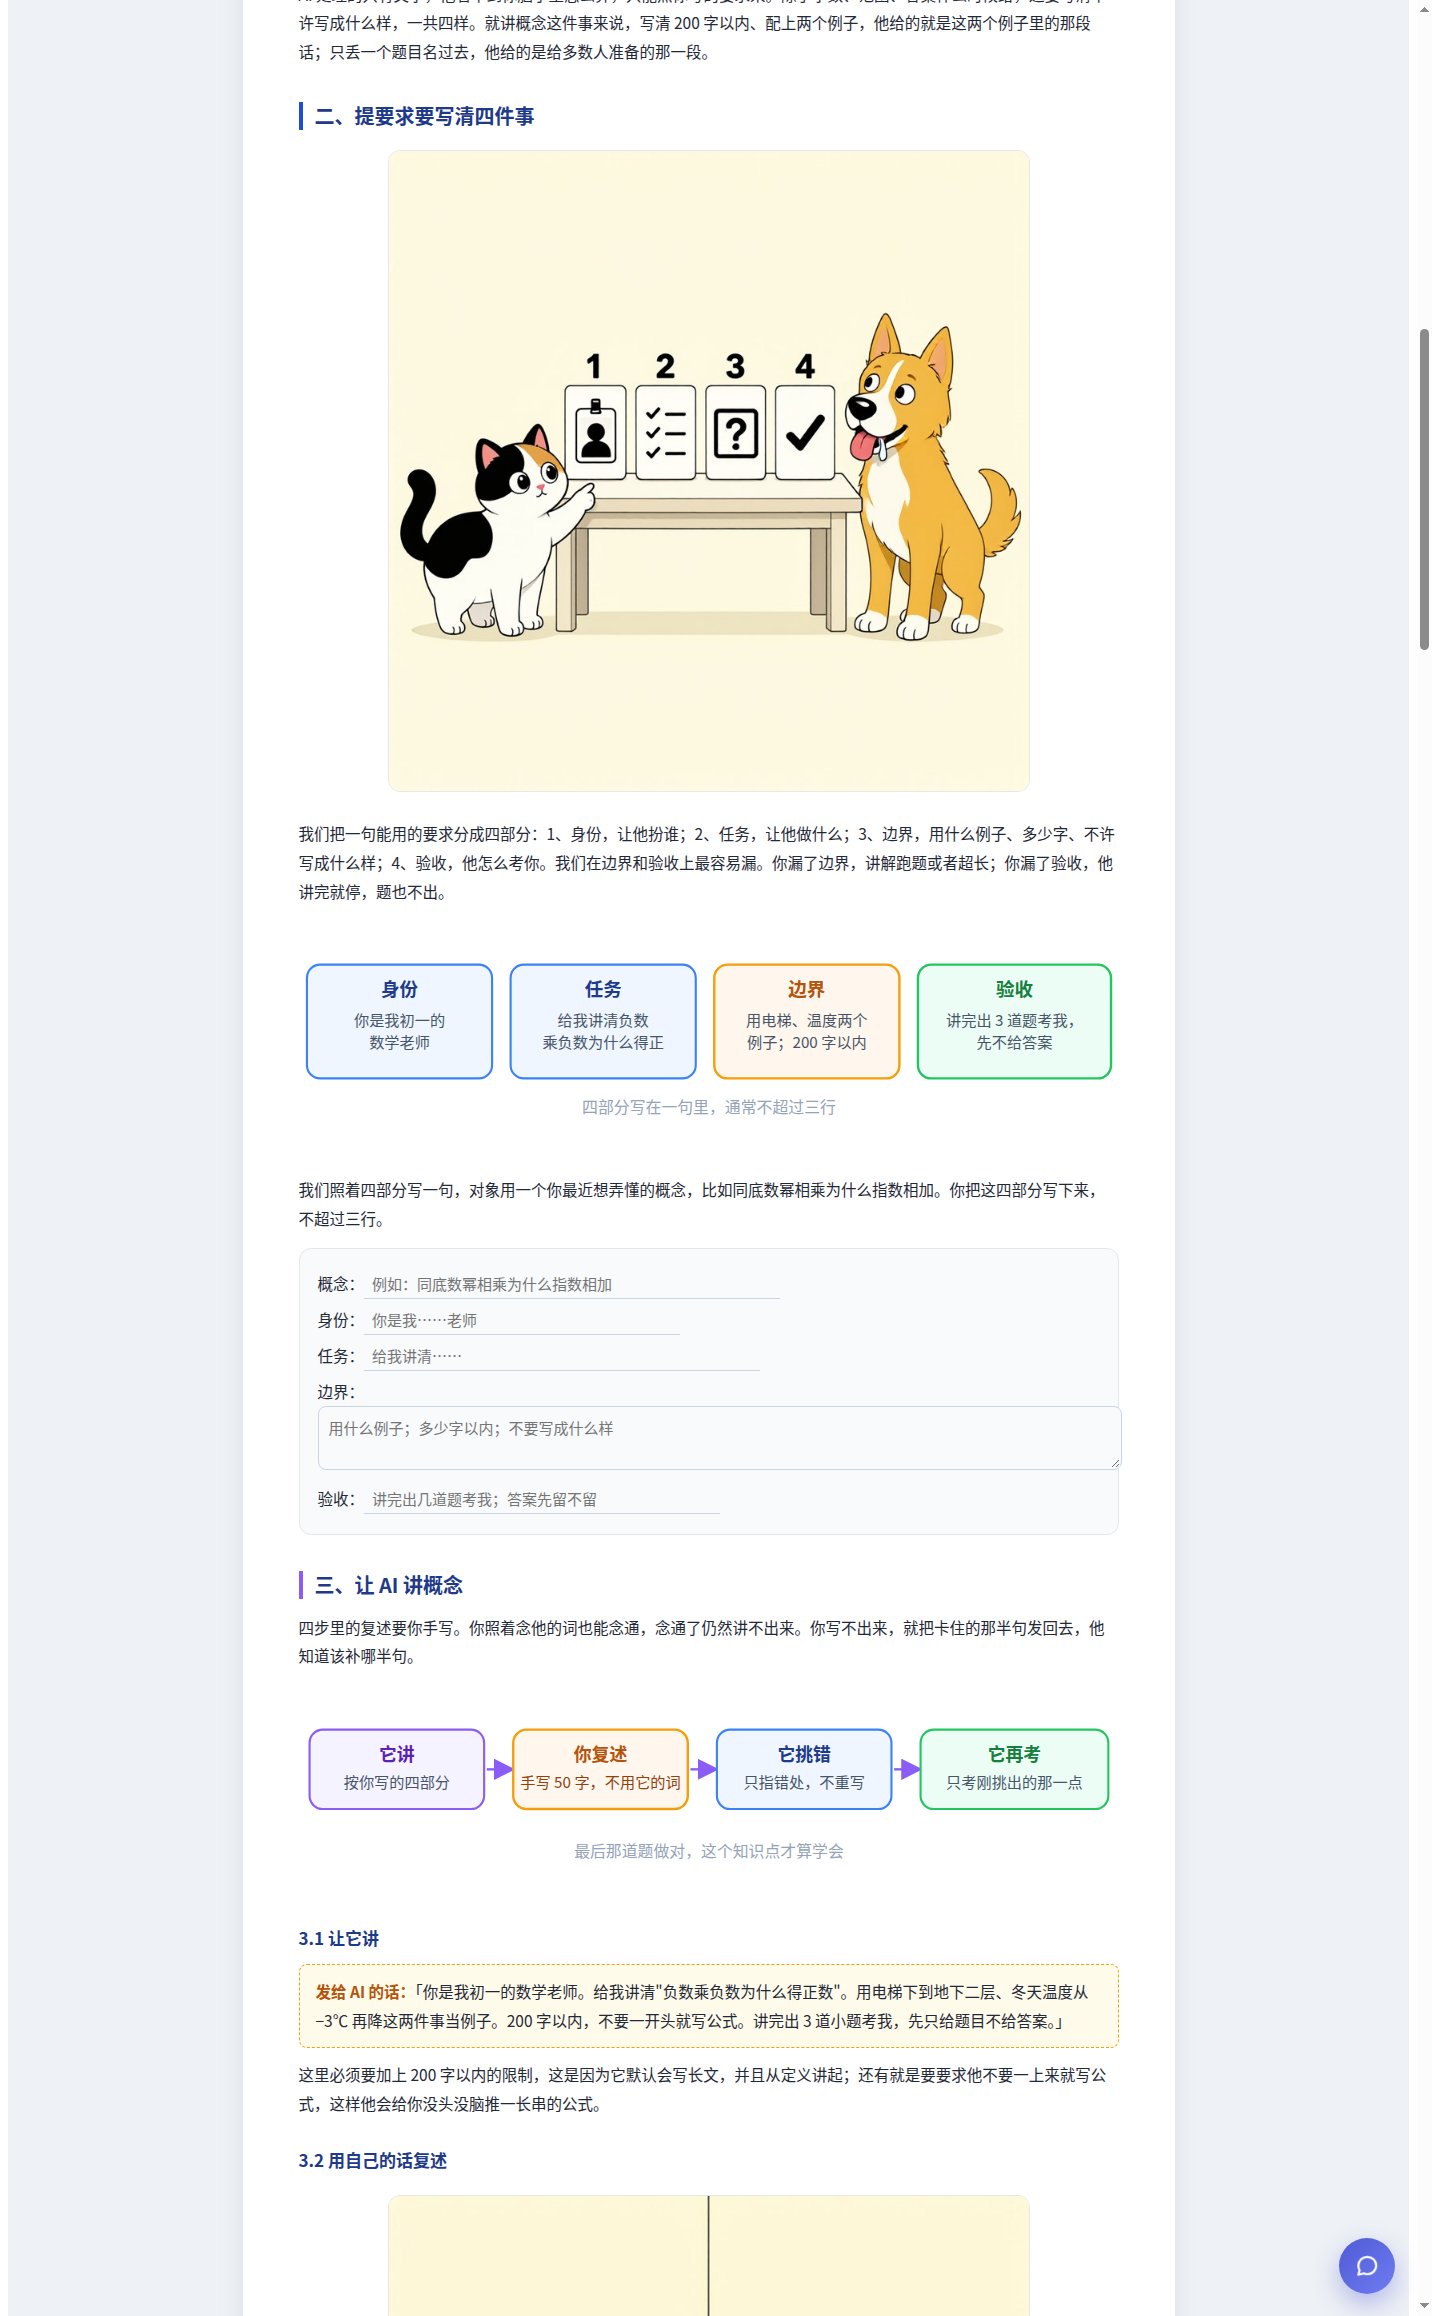 许写成什么样，一共四样。就讲概念这件事来说，写清 200 字以内、配上两个例子，他给的就是这两个例子里的那段
话；只丢一个题目名过去，他给的是给多数人准备的那一段。
二、提要求要写清四件事
1 2 3 4
?
我们把一句能用的要求分成四部分：1、身份，让他扮谁；2、任务，让他做什么；3、边界，用什么例子、多少字、不许
写成什么样；4、验收，他怎么考你。我们在边界和验收上最容易漏。你漏了边界，讲解跑题或者超长；你漏了验收，他
讲完就停，题也不出。
身份
你是我初一的
数学老师
任务
给我讲清负数
乘负数为什么得正
边界
用电梯、温度两个
例子；200 字以内
验收
讲完出 3 道题考我，
先不给答案
四部分写在一句里，通常不超过三行
我们照着四部分写一句，对象用一个你最近想弄懂的概念，比如同底数幂相乘为什么指数相加。你把这四部分写下来，
不超过三行。
概念： 例如：同底数幂相乘为什么指数相加
身份： 你是我……老师
任务： 给我讲清……
边界：
用什么例子；多少字以内；不要写成什么样
验收： 讲完出几道题考我；答案先留不留
三、让 AI 讲概念
四步里的复述要你手写。你照着念他的词也能念通，念通了仍然讲不出来。你写不出来，就把卡住的那半句发回去，他
知道该补哪半句。
它讲
按你写的四部分
你复述
手写 50 字，不用它的词
它挑错
只指错处，不重写
它再考
只考刚挑出的那一点
最后那道题做对，这个知识点才算学会
3.1 让它讲
发给 AI 的话：「你是我初一的数学老师。给我讲清"负数乘负数为什么得正数"。用电梯下到地下二层、冬天温度从
−3℃ 再降这两件事当例子。200 字以内，不要一开头就写公式。讲完出 3 道小题考我，先只给题目不给答案。」
这里必须要加上 200 字以内的限制，这是因为它默认会写长文，并且从定义讲起；还有就是要要求他不要一上来就写公
式，这样他会给你没头没脑推一长串的公式。
3.2 用自己的话复述